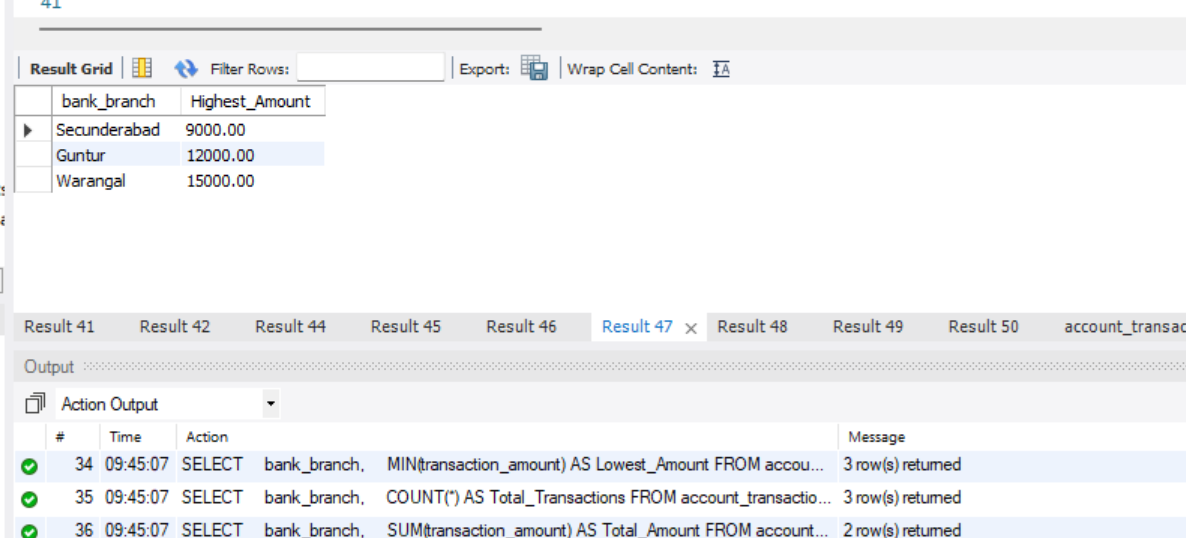 41
Result Grid Filter Rows: Export: Wrap Cell Content: IA
bank_branch Highest_Amount
Secunderabad 9000.00
Guntur 12000.00
Warangal 15000.00
Result 41 Result 42 Result 44 Result 45 Result 46 Result 47 × Result 48 Result 49 Result 50 account_transac
Output
Action Output
# Time Action Message
34 09:45:07 SELECT bank_branch, MIN(transaction_amount) AS Lowest_Amount FROM accou... 3 row(s) returned
35 09:45:07 SELECT bank_branch, COUNT(*) AS Total_Transactions FROM account_transactio... 3 row(s) returned
36 09:45:07 SELECT bank_branch, SUM(transaction_amount) AS Total_Amount FROM account... 2 row(s) returned